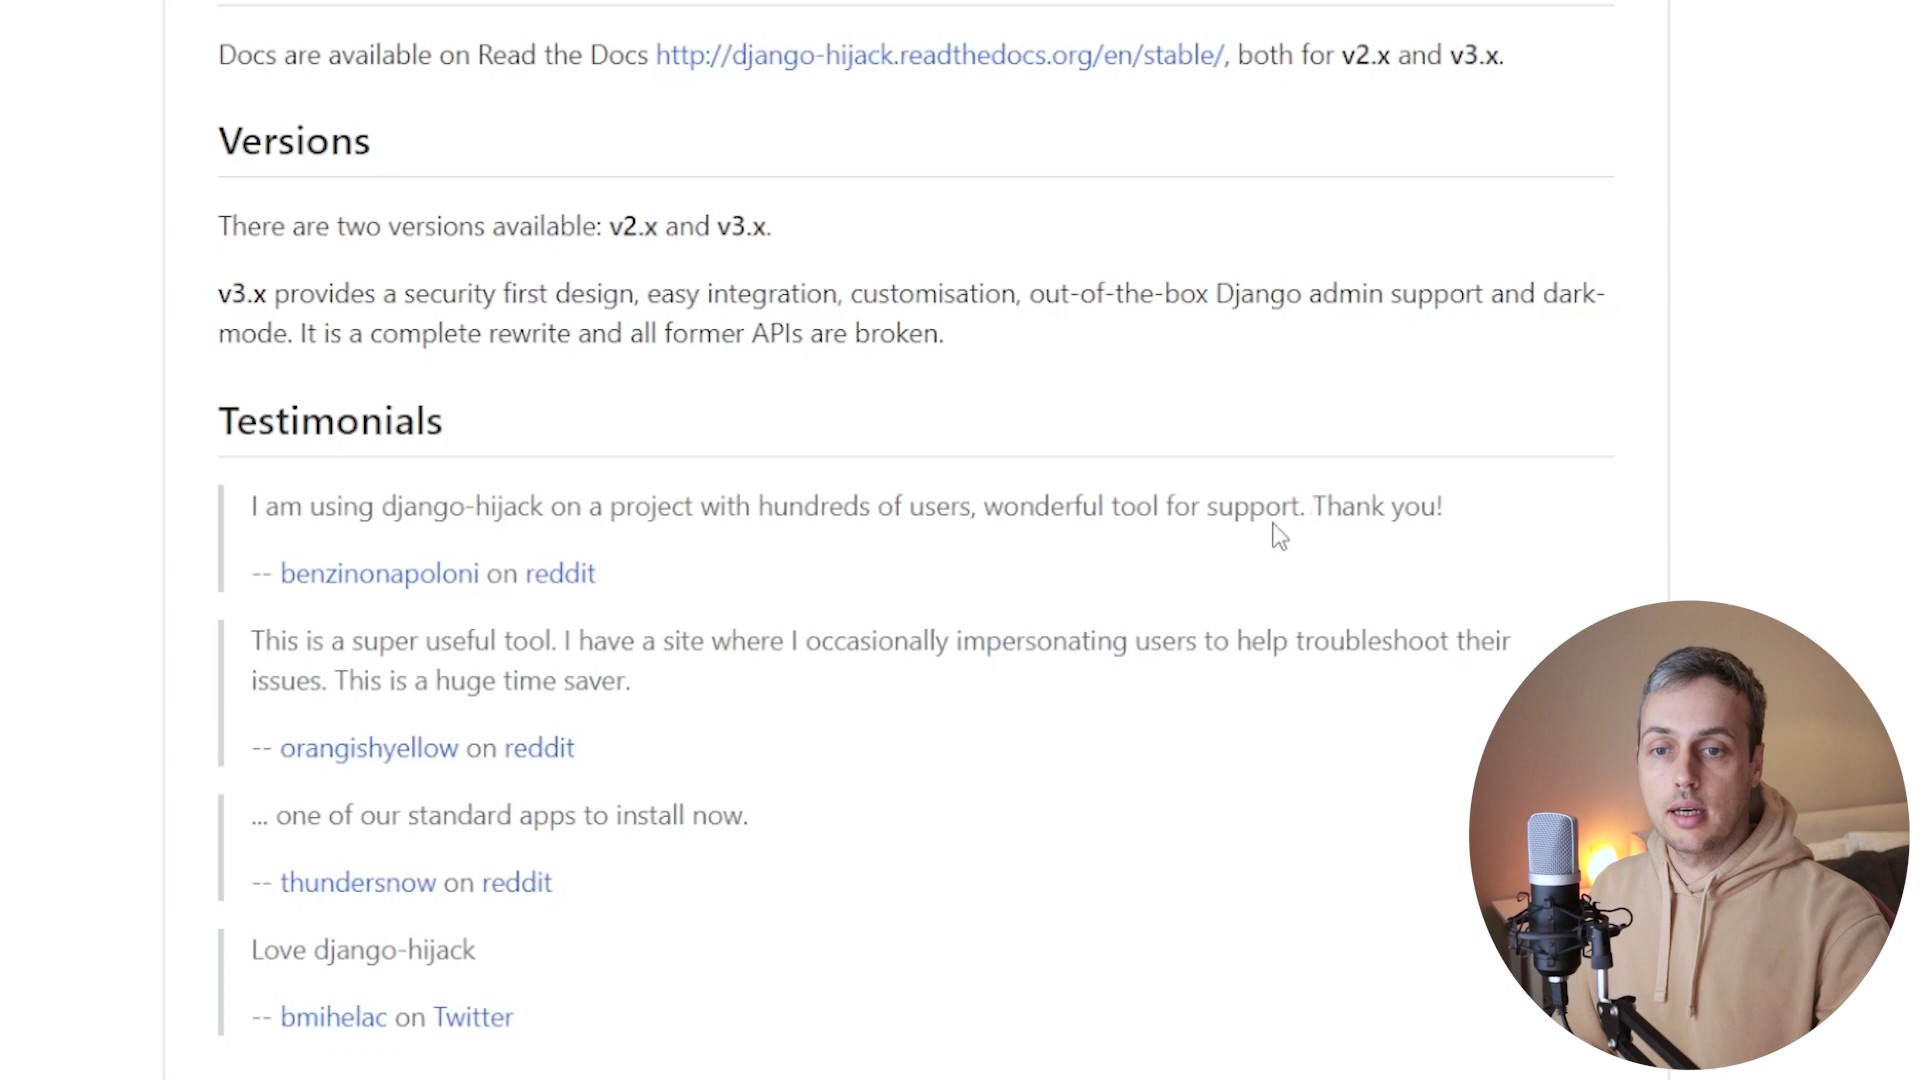 Docs are available on Read the Docs http://django-hijack.readthedocs.org/en/stable/, both for v2.x and v3.x.
Versions
There are two versions available: v2.x and v3.x.
v3.x provides a security first design, easy integration, customisation, out-of-the-box Django admin support and dark-
mode. It is a complete rewrite and all former APIs are broken.
Testimonials
I am using django-hijack on a project with hundreds of users, wonderful tool for support. Thank you!
-- benzinonapoloni on reddit
This is a super useful tool. I have a site where I occasionally impersonating users to help troubleshoot their
issues. This is a huge time saver.
-- orangishyellow on reddit
... one of our standard apps to install now.
-- thundersnow on reddit
Love django-hijack
-- bmihelac on Twitter